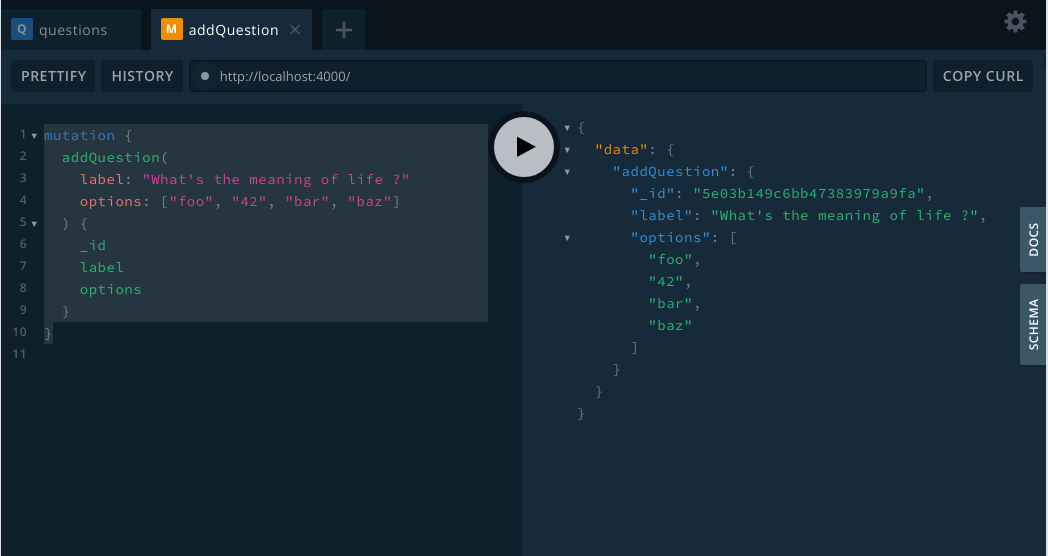 Q questions
M addQuestion × +
PRETTIFY HISTORY http://localhost:4000/ COPY CURL
1 mutation {
2 addQuestion(
3 label: "What's the meaning of life ?"
4 options: ["foo", "42", "bar", "baz"]
5 ) {
6 _id
7 label
8 options
9 }
10 }
11
{
"data": {
"addQuestion": {
"_id": "5e03b149c6bb47383979a9fa",
"label": "What's the meaning of life ?",
"options": [
"foo",
"42",
"bar",
"baz"
]
}
}
}
DOCS
SCHEMA